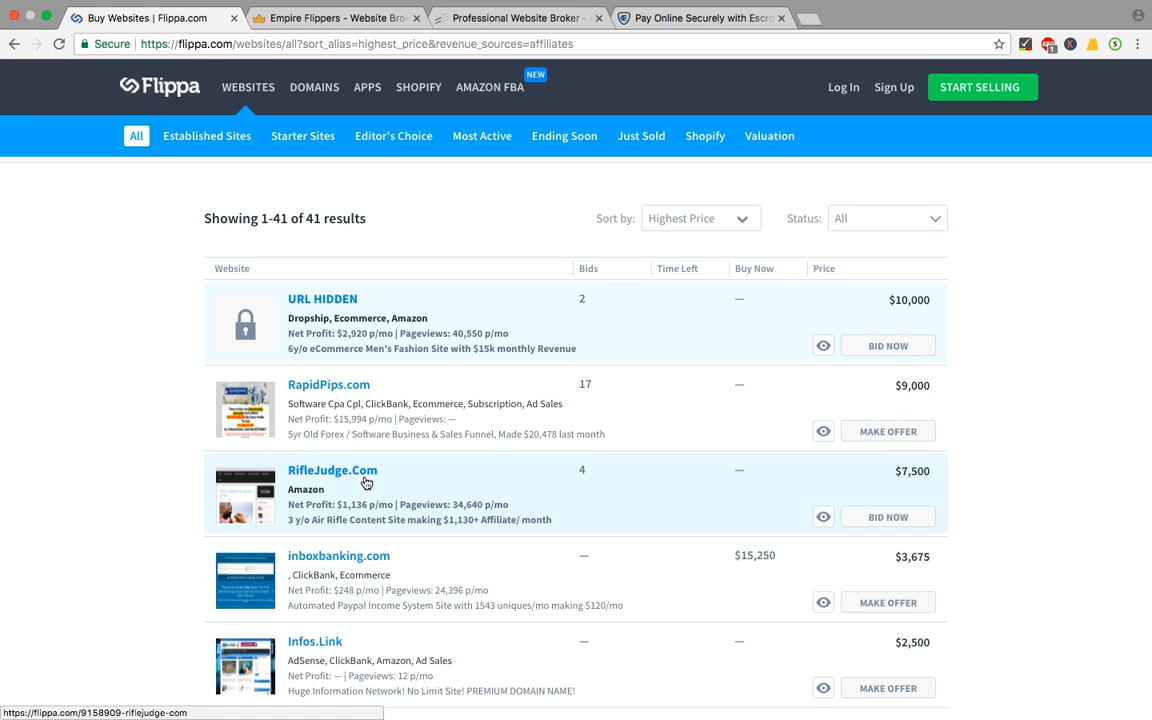 Buy Websites | Flippa.com
Empire Flippers - Website Brok
Professional Website Broker -
Pay Online Securely with Escro
Secure
https://flippa.com/websites/all?sort_alias=highest_price&revenue_sources=affiliates
Flippa
WEBSITES
DOMAINS
APPS
SHOPIFY
AMAZON FBA
NEW
Log In
Sign Up
START SELLING
All
Established Sites
Starter Sites
Editor's Choice
Most Active
Ending Soon
Just Sold
Shopify
Valuation
Showing 1-41 of 41 results
Sort by:
Highest Price
Status:
All
Website
Bids
Time Left
Buy Now
Price
URL HIDDEN
2
—
$10,000
Dropship, Ecommerce, Amazon
Net Profit: $2,920 p/mo | Pageviews: 40,550 p/mo
6y/o eCommerce Men's Fashion Site with $15k monthly Revenue
BID NOW
RapidPips.com
17
—
$9,000
Software Cpa Cpl, ClickBank, Ecommerce, Subscription, Ad Sales
Net Profit: $15,994 p/mo | Pageviews: —
5yr Old Forex / Software Business & Sales Funnel, Made $20,478 last month
MAKE OFFER
RifleJudge.Com
4
—
$7,500
Amazon
Net Profit: $1,136 p/mo | Pageviews: 34,640 p/mo
3 y/o Air Rifle Content Site making $1,130+ Affiliate/ month
BID NOW
inboxbanking.com
—
$15,250
$3,675
, ClickBank, Ecommerce
Net Profit: $248 p/mo | Pageviews: 24,396 p/mo
Automated Paypal Income System Site with 1543 uniques/mo making $120/mo
MAKE OFFER
Infos.Link
—
—
$2,500
AdSense, ClickBank, Amazon, Ad Sales
Net Profit: — | Pageviews: 12 p/mo
Huge Information Network! No Limit Site! PREMIUM DOMAIN NAME!
MAKE OFFER
https://flippa.com/9158909-riflejudge-com